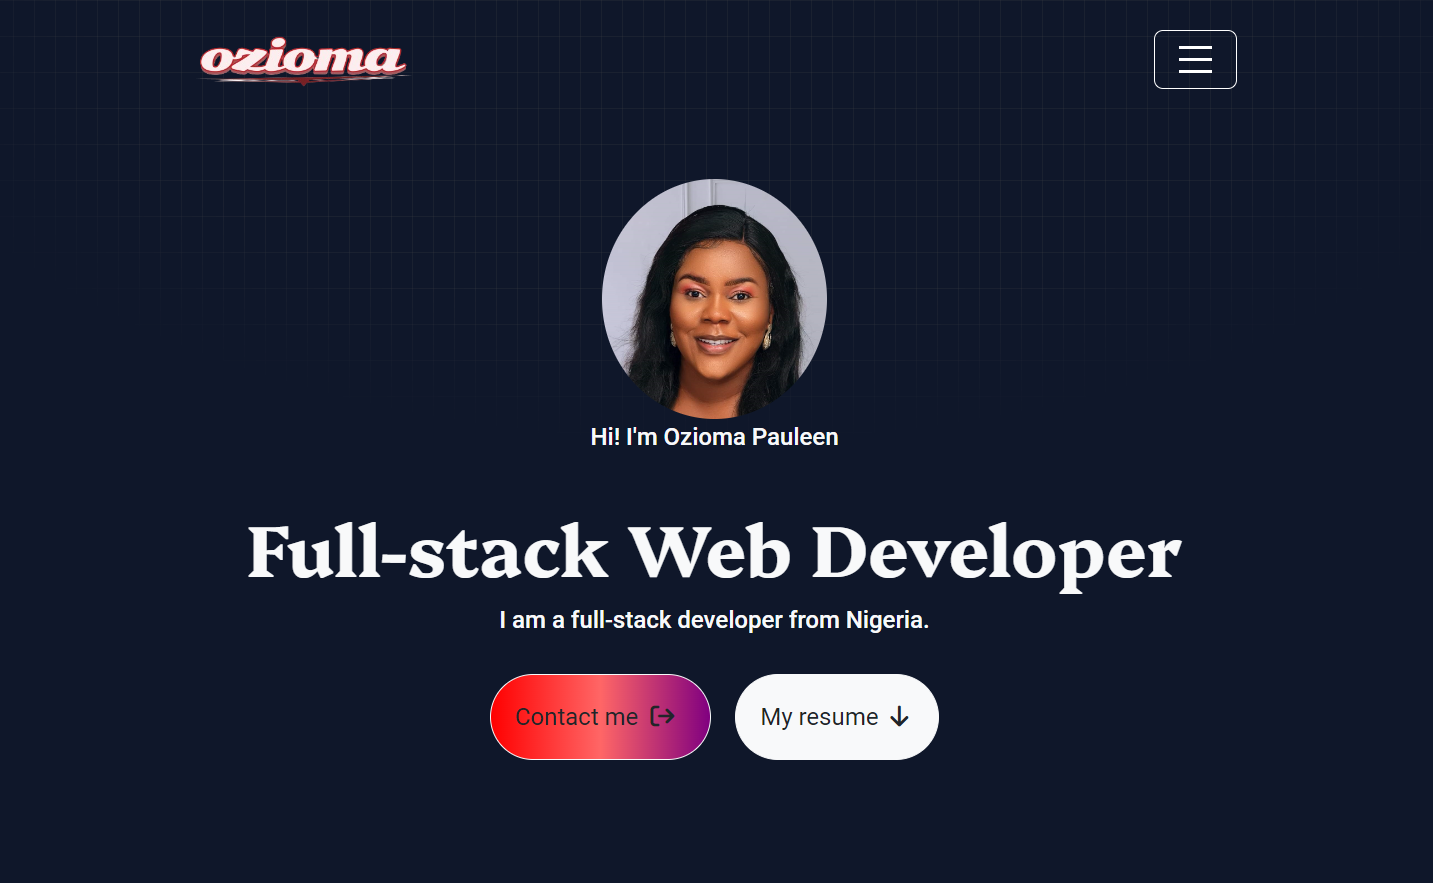 ozioma
Hi! I'm Ozioma Pauleen
Full-stack Web Developer
I am a full-stack developer from Nigeria.
Contact me
My resume